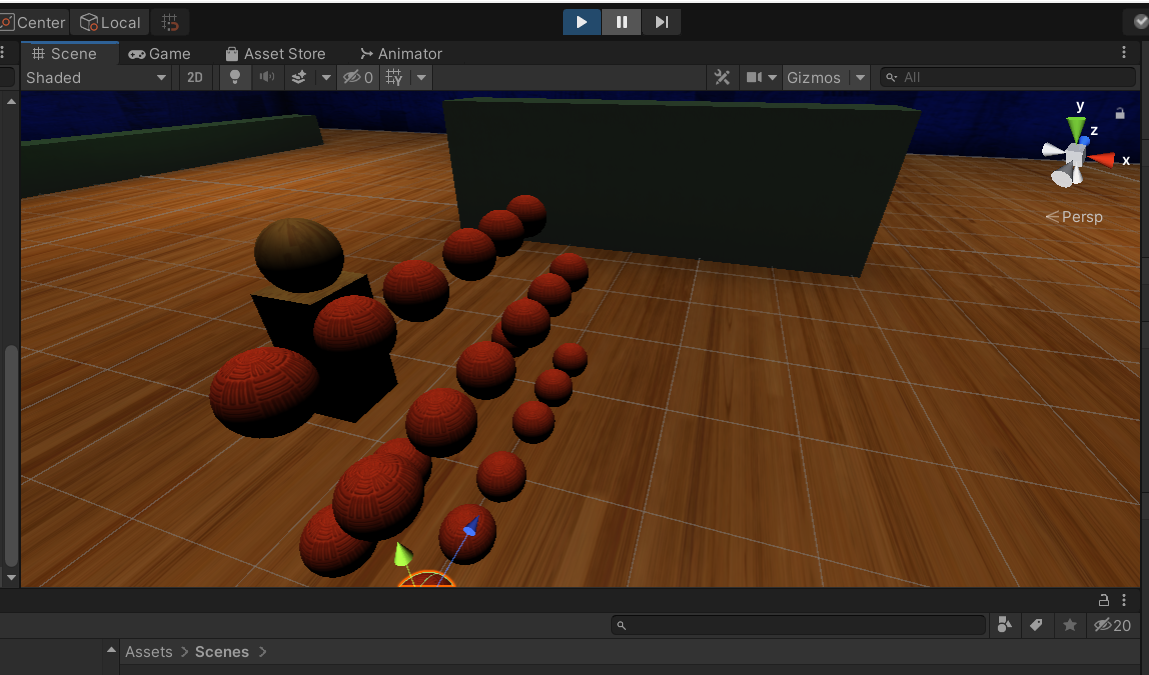 Center Local
Scene Game Asset Store Animator
Shaded 2D 0 Gizmos All
y
z
x
Persp
20
Assets > Scenes >